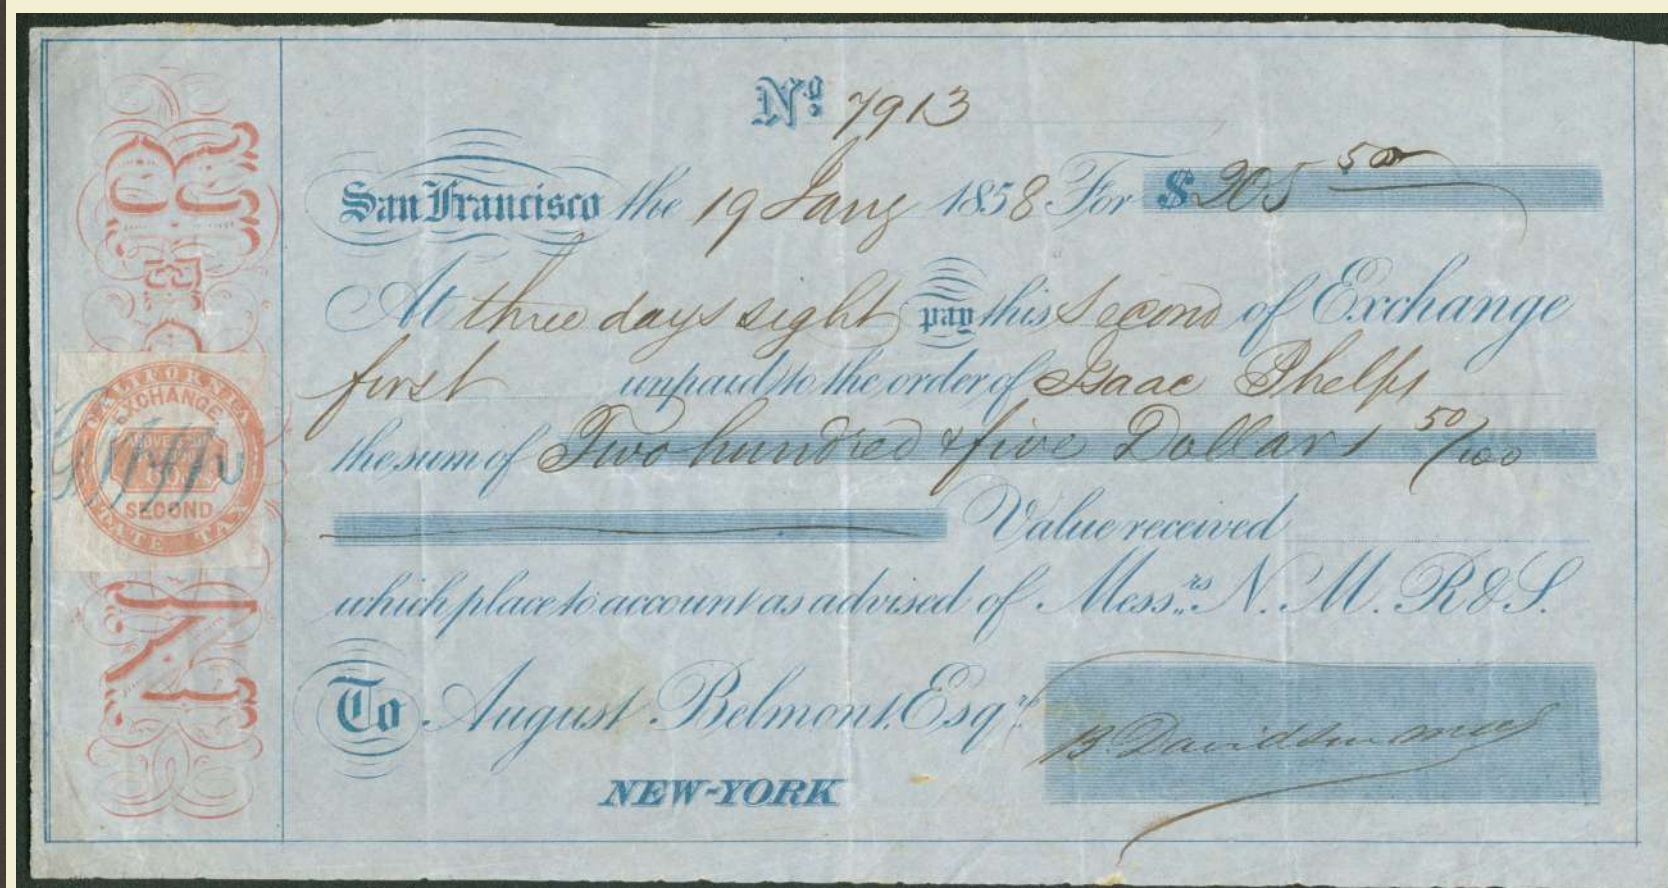 Nº 7913
San Francisco the 19 Jany 1858 For $205 50
At three days sight pay this Second of Exchange
first unpaid to the order of Isaac Phelps
the sum of Two hundred & five Dollars 50/100
Value received
which place to account as advised of Mess.rs N. M. R & S.
To August Belmont, Esqr.
B Davidson
NEW-YORK
CALIFORNIA
EXCHANGE
SECOND
STATE TAX